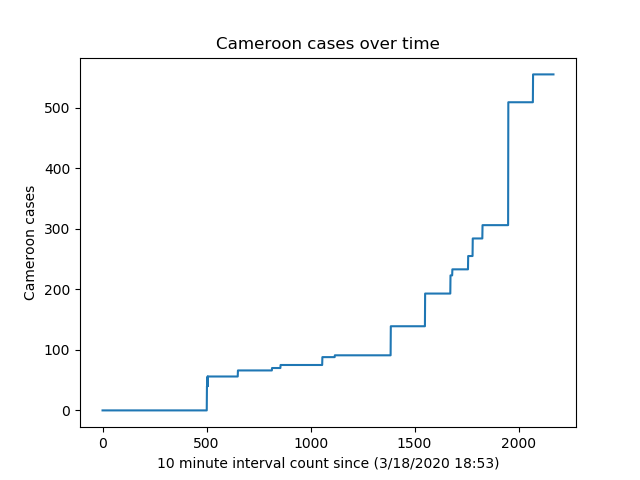 Cameroon cases over time
500
400
300
200
100
0
Cameroon cases
0 500 1000 1500 2000
10 minute interval count since (3/18/2020 18:53)